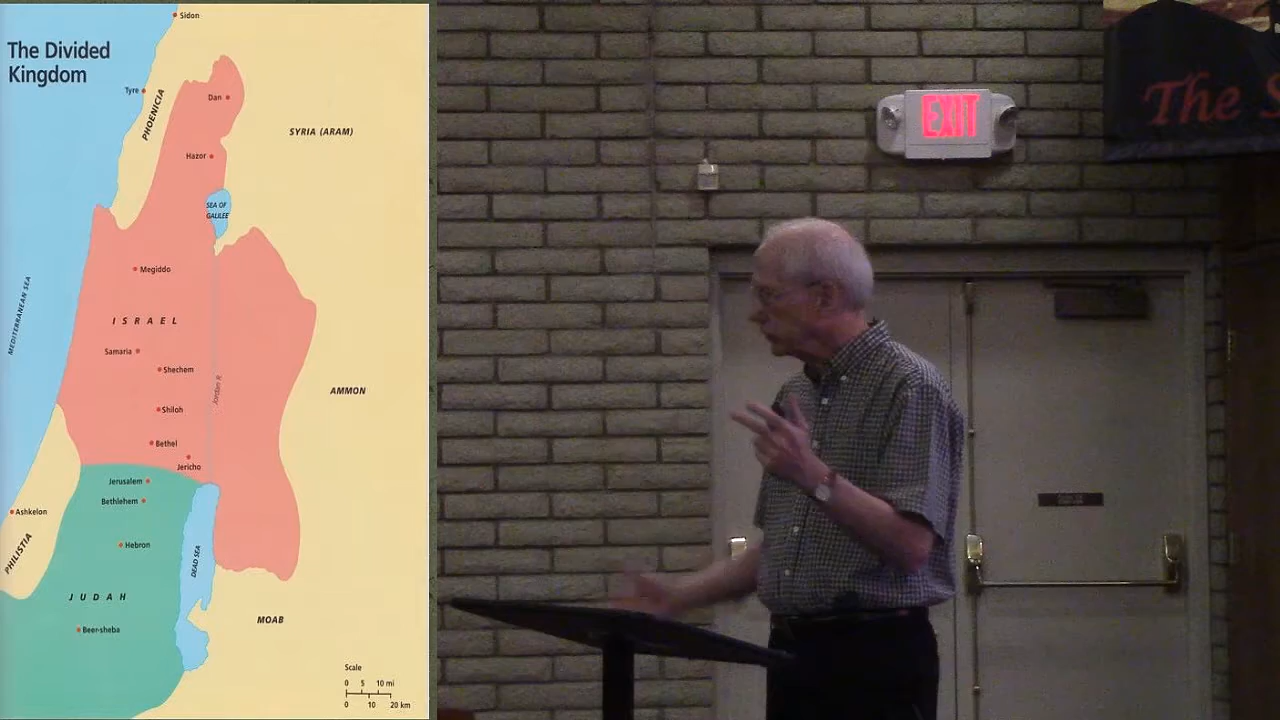 The Divided
Kingdom
Sidon
Tyre
PHOENICIA
Dan
SYRIA (ARAM)
Hazor
SEA OF
GALILEE
MEDITERRANEAN SEA
Megiddo
ISRAEL
Samaria
Shechem
Jordan R.
AMMON
Shiloh
Bethel
Jericho
Jerusalem
Bethlehem
Ashkelon
PHILISTIA
Hebron
DEAD SEA
JUDAH
MOAB
Beer-sheba
Scale
0 5 10 mi
0 10 20 km
EXIT
The S